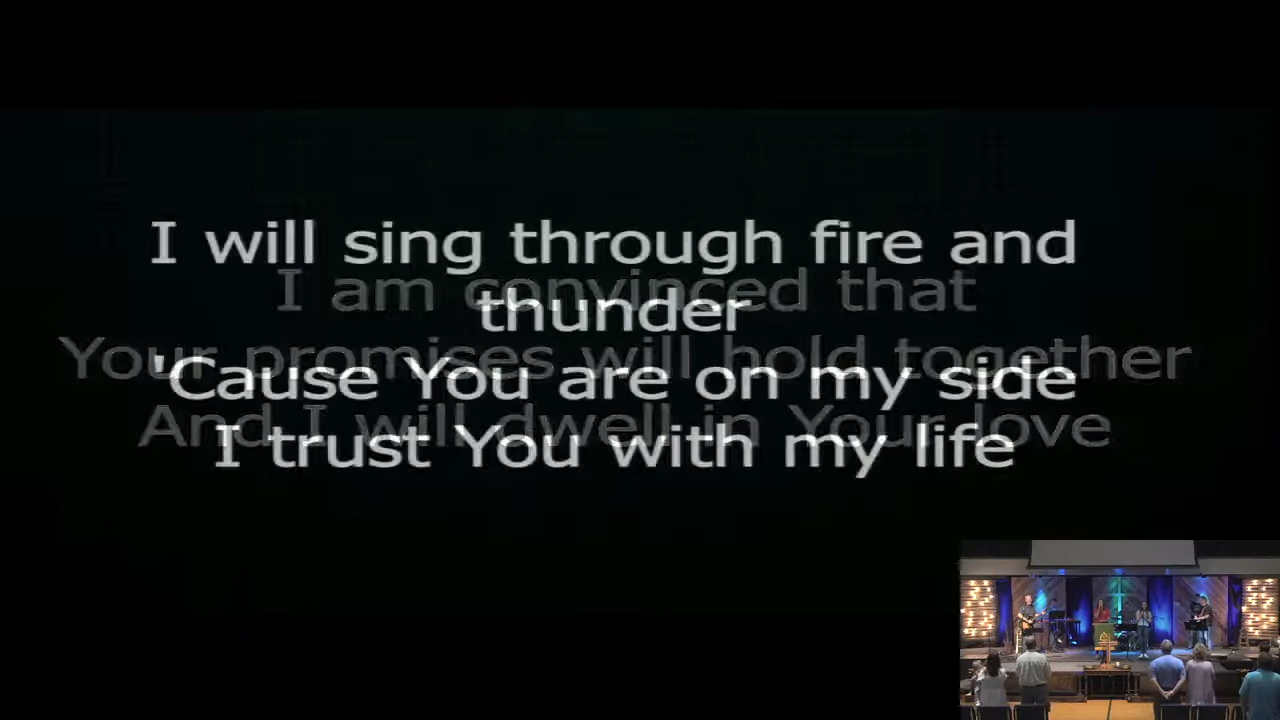 I will sing through fire and
I am convinced that
thunder
Your promises will hold together
'Cause You are on my side
And I will dwell in Your love
I trust You with my life